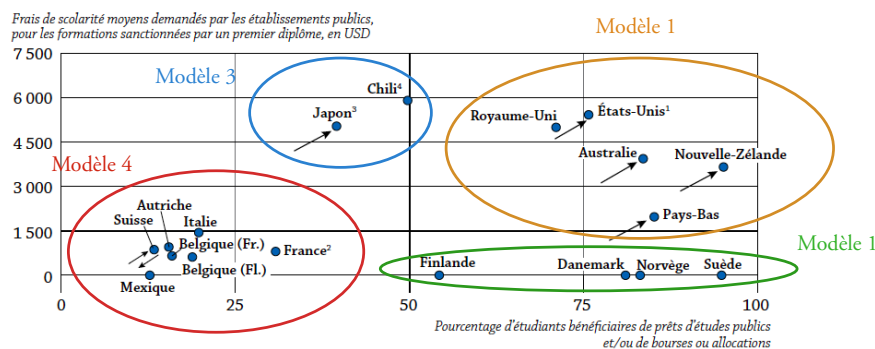 Frais de scolarité moyens demandés par les établissements publics,
pour les formations sanctionnées par un premier diplôme, en USD
Modèle 1
7 500
Modèle 3
Chili⁴
6 000
Japon³
Royaume-Uni
États-Unis¹
4 500
Australie
Nouvelle-Zélande
Modèle 4
3 000
Autriche
Suisse
Italie
Pays-Bas
1 500
Belgique (Fr.)
France²
Modèle 1
Belgique (Fl.)
Finlande
Danemark
Norvège
Suède
0
Mexique
0
25
50
75
100
Pourcentage d'étudiants bénéficiaires de prêts d'études publics
et/ou de bourses ou allocations